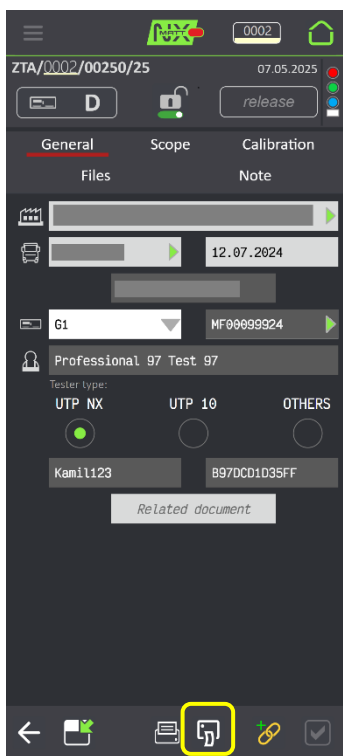 NX MATT 0002
ZTA/0002/00250/25 07.05.2025
D release
General Scope Calibration
Files Note
12.07.2024
G1 MF00099924
Professional 97 Test 97
Tester type:
UTP NX UTP 10 OTHERS
Kamil123 B97DCD1D35FF
Related document
D